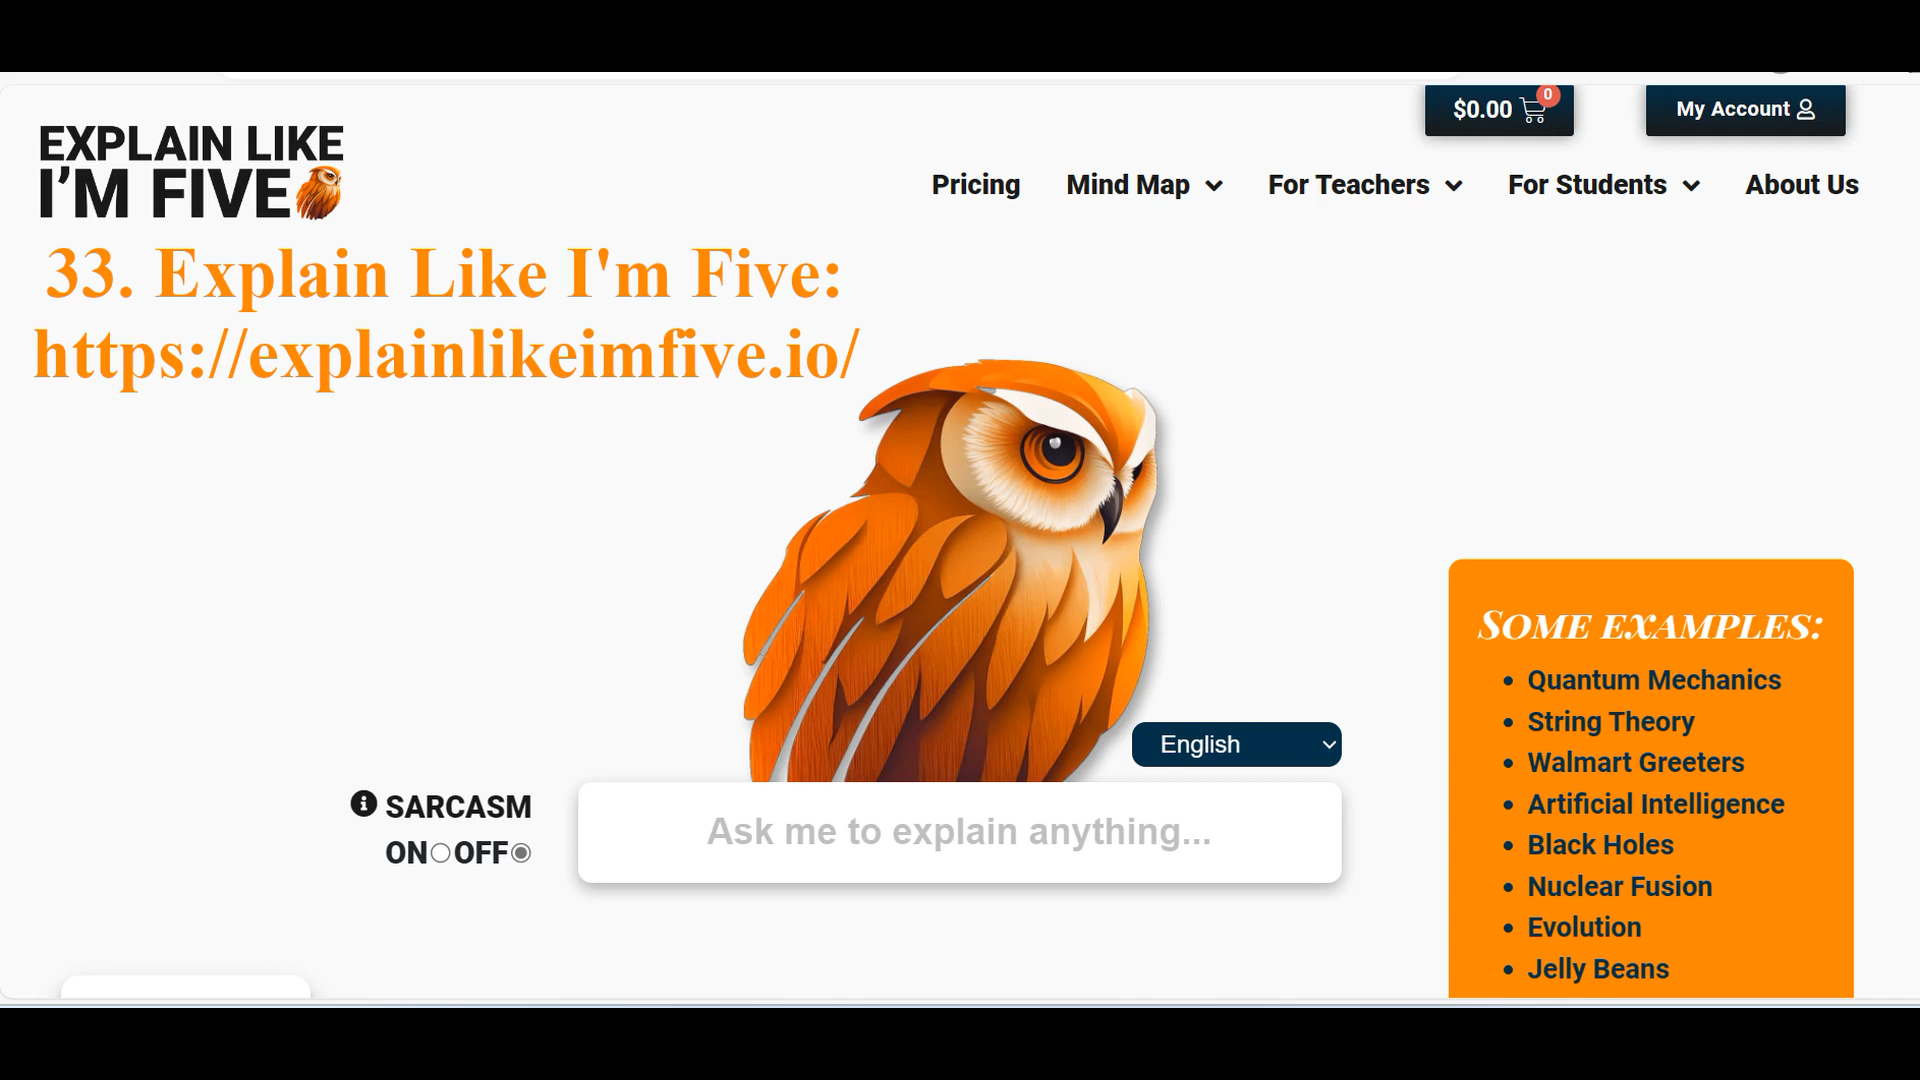 $0.00 0
My Account
EXPLAIN LIKE
I’M FIVE
Pricing Mind Map For Teachers For Students About Us
33. Explain Like I'm Five:
https://explainlikeimfive.io/
English
SARCASM
ON OFF
Ask me to explain anything...
SOME EXAMPLES:
• Quantum Mechanics
• String Theory
• Walmart Greeters
• Artificial Intelligence
• Black Holes
• Nuclear Fusion
• Evolution
• Jelly Beans